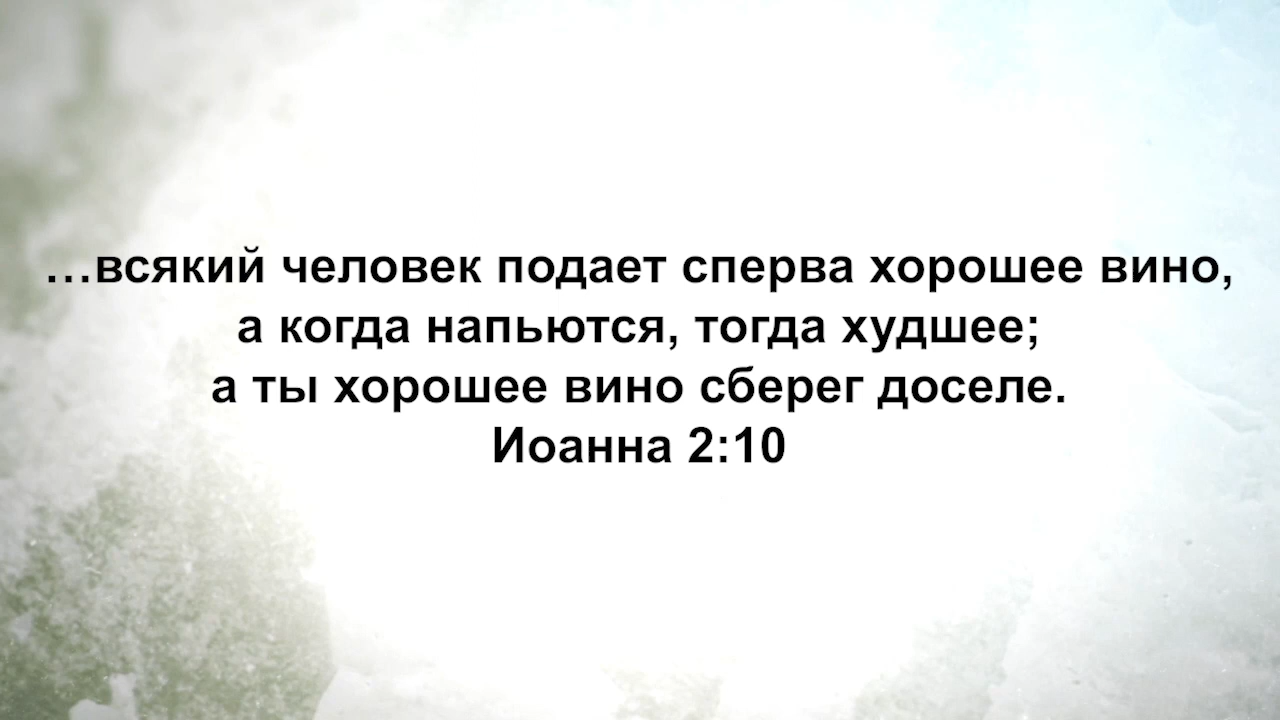 …всякий человек подает сперва хорошее вино,
а когда напьются, тогда худшее;
а ты хорошее вино сберег доселе.
Иоанна 2:10